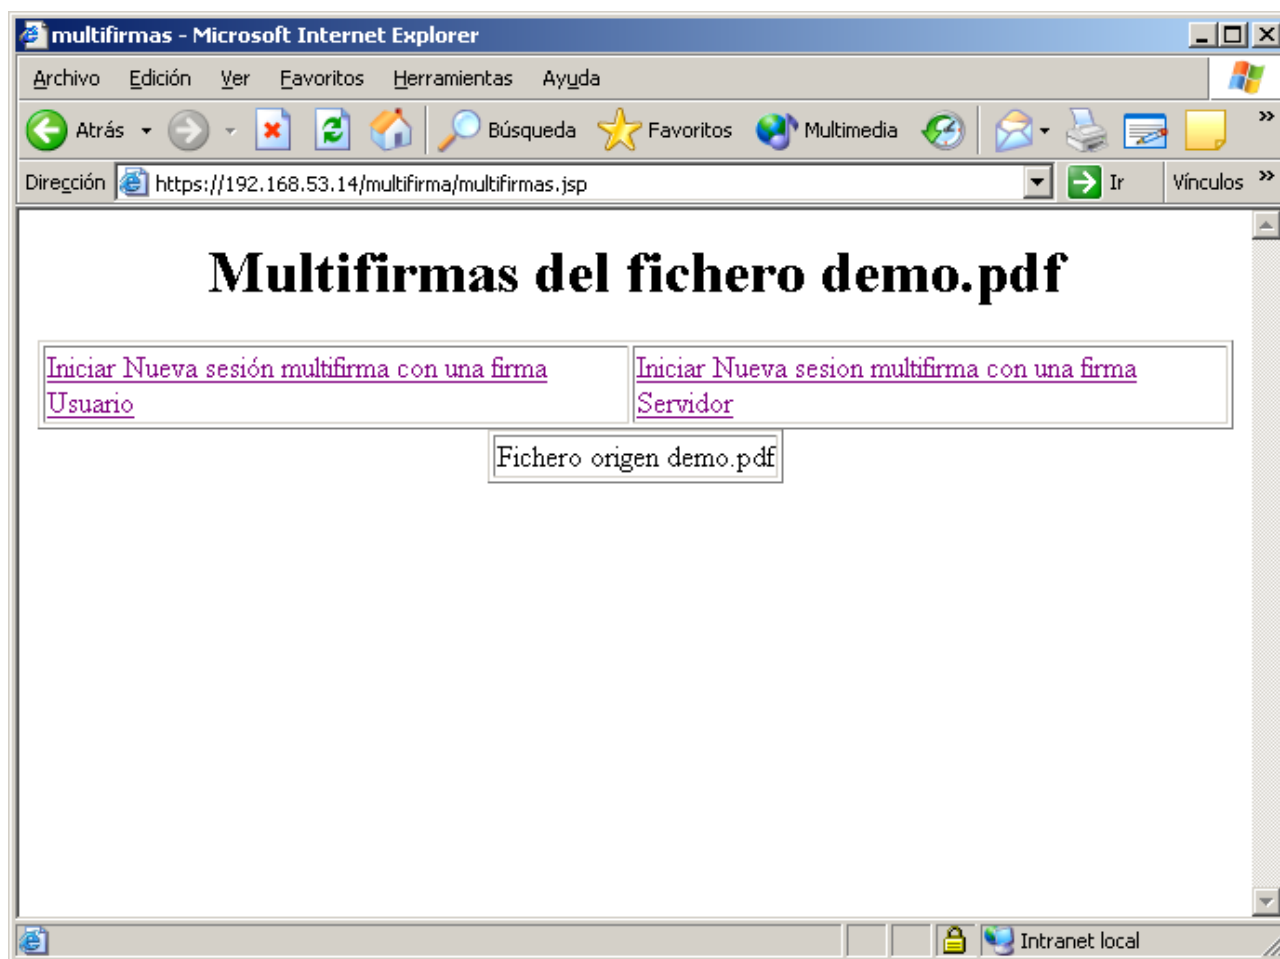 multifirmas - Microsoft Internet Explorer
Archivo Edición Ver Favoritos Herramientas Ayuda
Atrás Búsqueda Favoritos Multimedia »
Dirección https://192.168.53.14/multifirma/multifirmas.jsp Ir Vínculos »
Multifirmas del fichero demo.pdf
Iniciar Nueva sesión multifirma con una firma
Usuario
Iniciar Nueva sesion multifirma con una firma
Servidor
Fichero origen demo.pdf
Intranet local